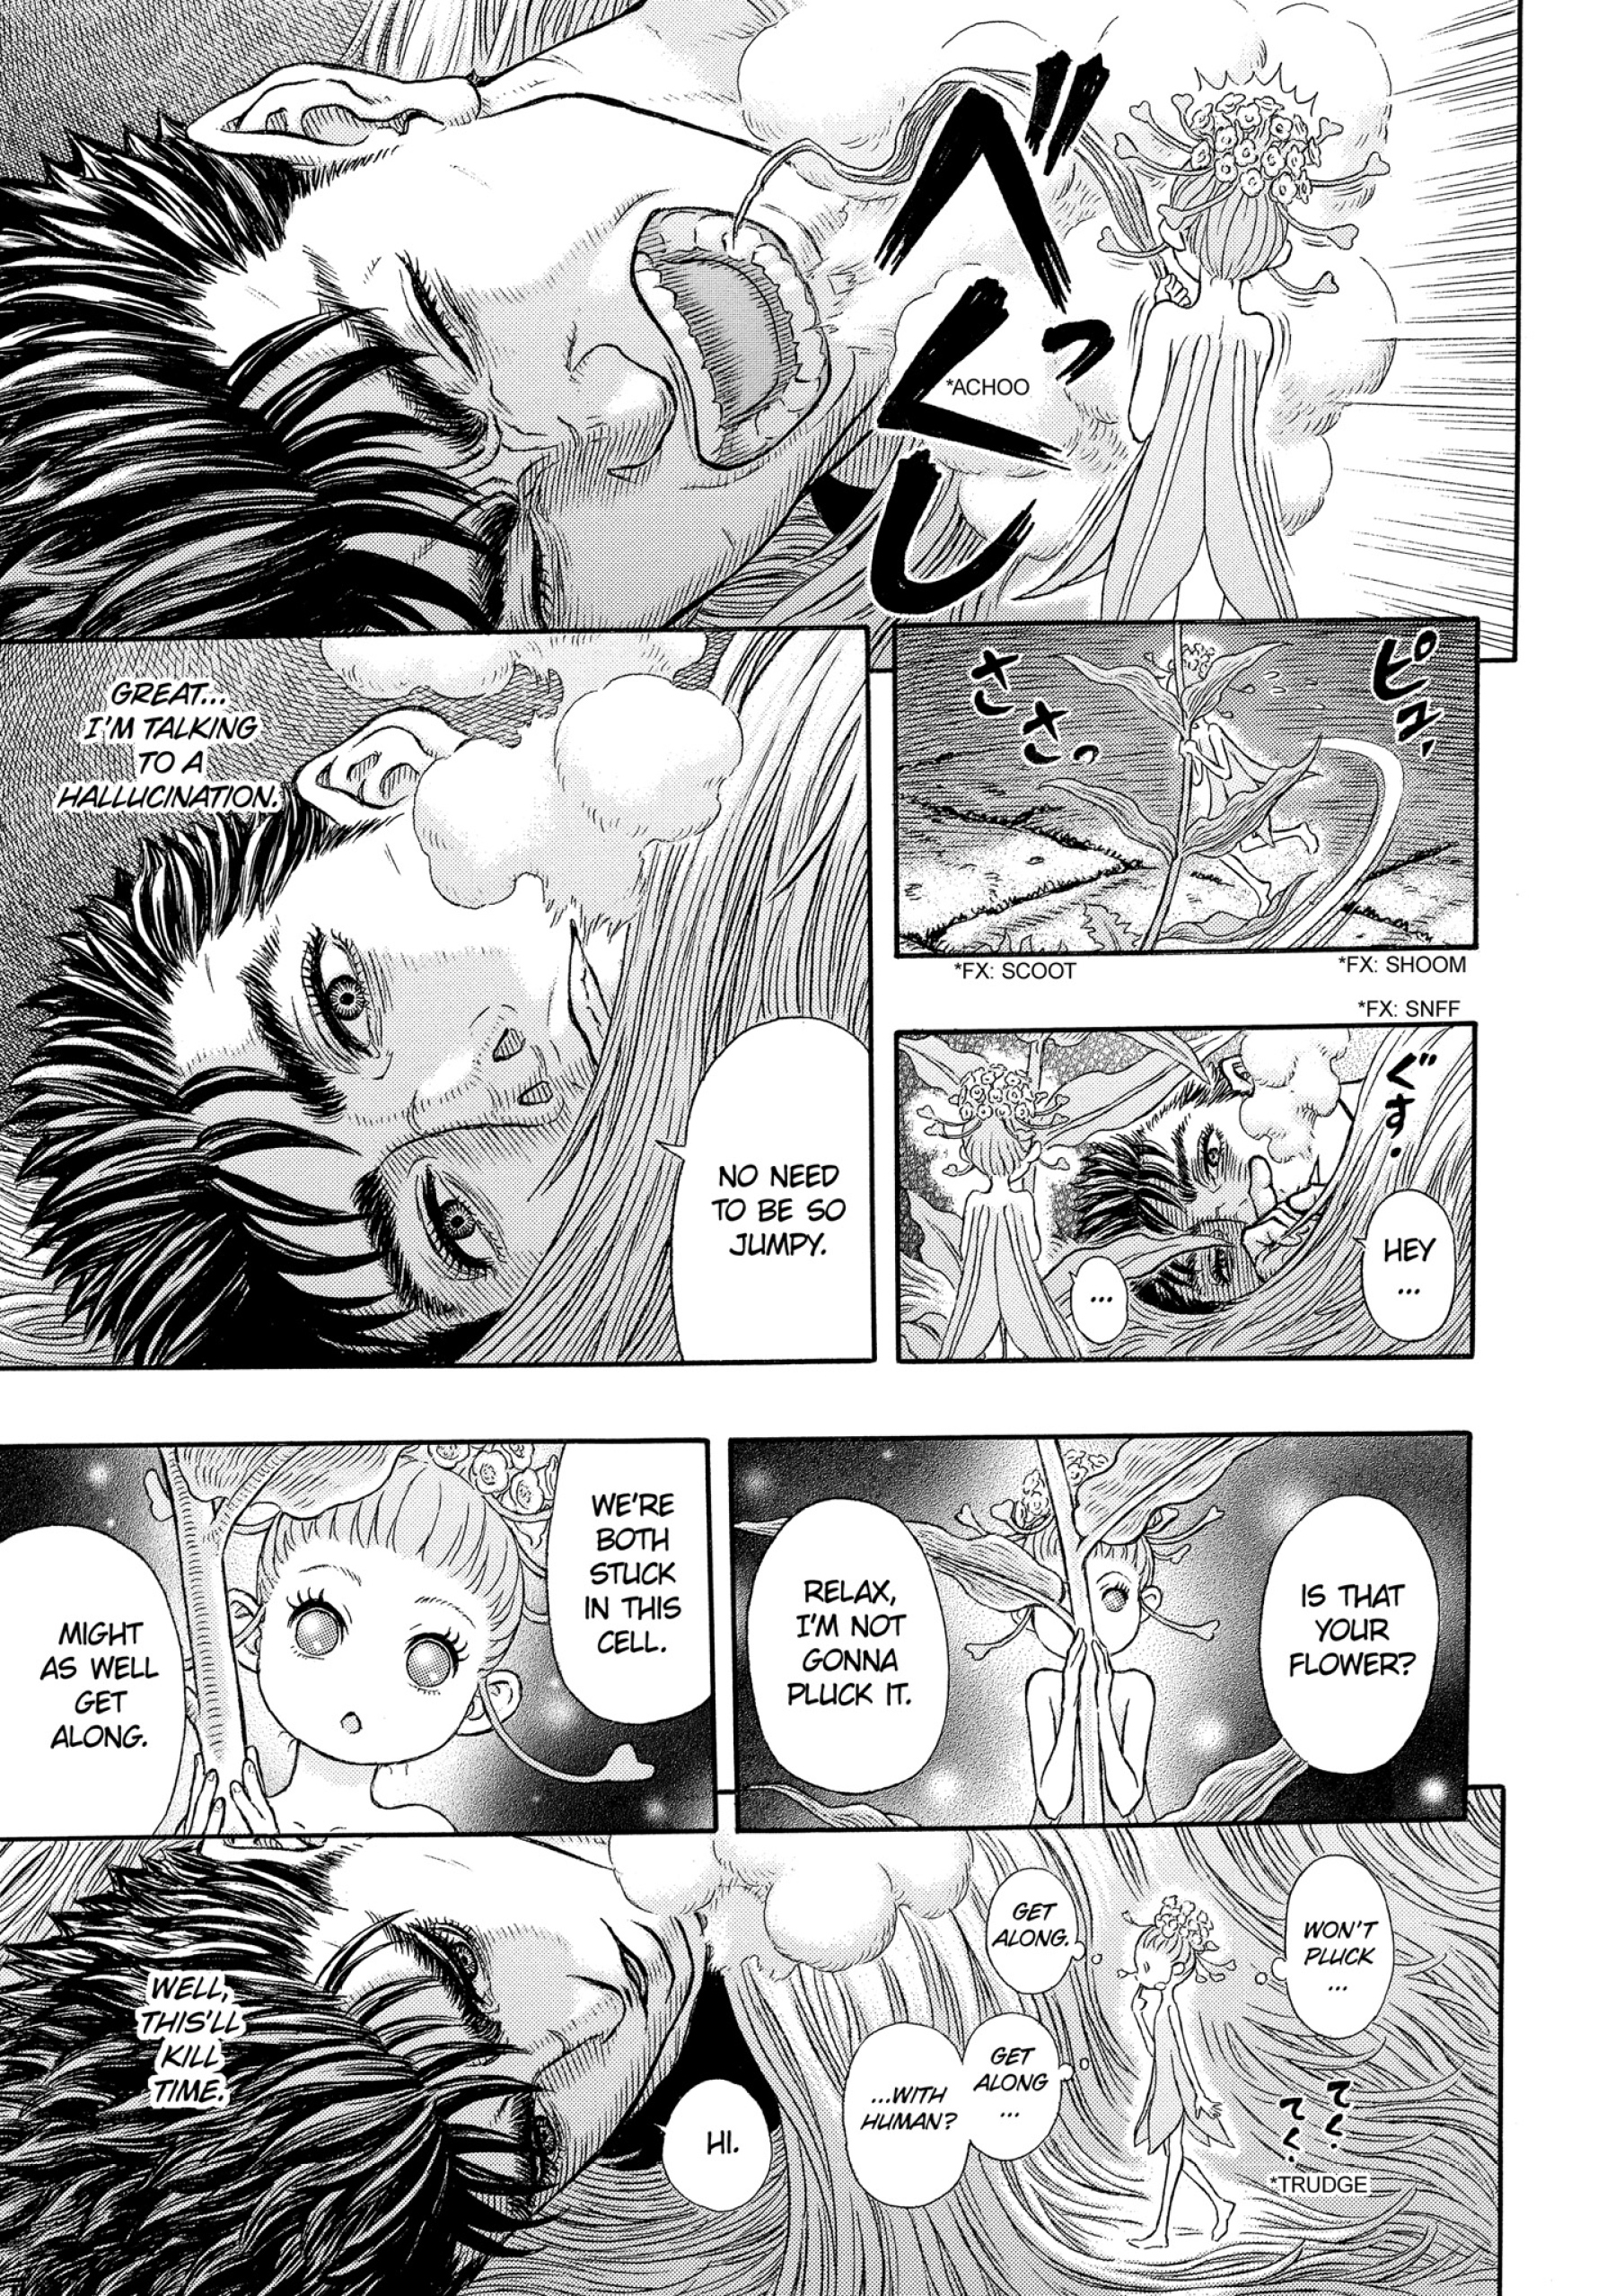 べっくし
*ACHOO
ピュ、
ささささっ
*FX: SHOOM
*FX: SCOOT
*FX: SNFF
ぐす・
HEY
...
...
GREAT...
I'M TALKING
TO A
HALLUCINATION.
NO NEED
TO BE SO
JUMPY.
IS THAT
YOUR
FLOWER?
RELAX,
I'M NOT
GONNA
PLUCK IT.
WE'RE
BOTH
STUCK
IN THIS
CELL.
MIGHT
AS WELL
GET
ALONG.
WON'T
PLUCK
...
GET
ALONG.
GET
ALONG
...
...WITH
HUMAN?
てく、
てく、
*TRUDGE
HI.
WELL,
THIS'LL
KILL
TIME.